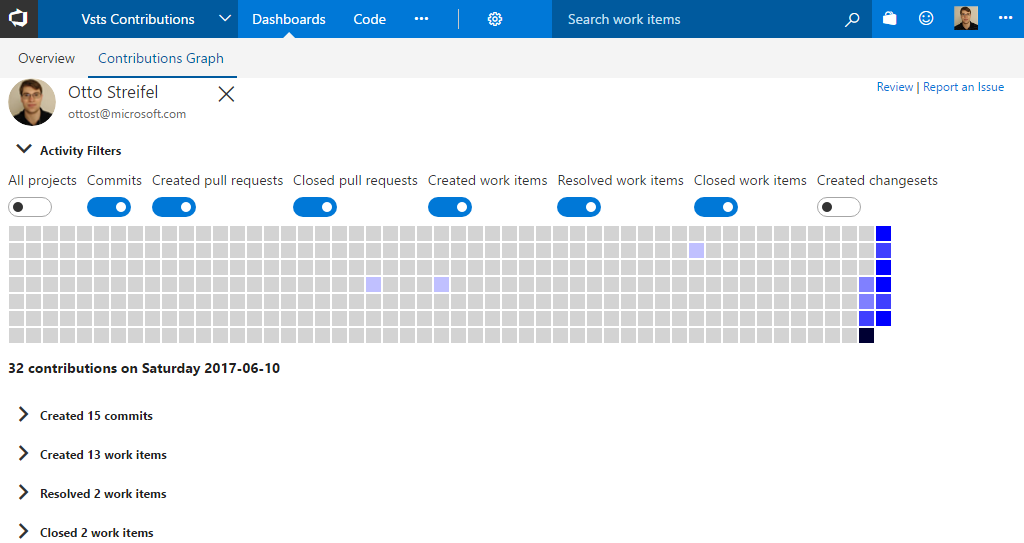 Vsts Contributions Dashboards Code ... Search work items ...
Overview Contributions Graph
Otto Streifel Review | Report an Issue
ottost@microsoft.com
Activity Filters
All projects Commits Created pull requests Closed pull requests Created work items Resolved work items Closed work items Created changesets
32 contributions on Saturday 2017-06-10
Created 15 commits
Created 13 work items
Resolved 2 work items
Closed 2 work items